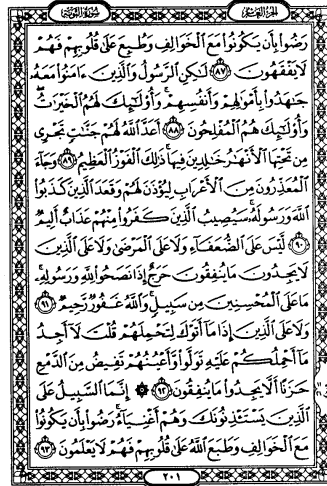 الجزء العاشر
سورة التوبة
رَضُوا۟ بِأَن يَكُونُوا۟ مَعَ ٱلْخَوَالِفِ وَطُبِعَ عَلَىٰ قُلُوبِهِمْ فَهُمْ
لَا يَفْقَهُونَ ٨٧ لَٰكِنِ ٱلرَّسُولُ وَٱلَّذِينَ ءَامَنُوا۟ مَعَهُۥ
جَٰهَدُوا۟ بِأَمْوَٰلِهِمْ وَأَنفُسِهِمْ ۚ وَأُو۟لَٰٓئِكَ لَهُمُ ٱلْخَيْرَٰتُ ۖ
وَأُو۟لَٰٓئِكَ هُمُ ٱلْمُفْلِحُونَ ٨٨ أَعَدَّ ٱللَّهُ لَهُمْ جَنَّٰتٍ تَجْرِى
مِن تَحْتِهَا ٱلْأَنْهَٰرُ خَٰلِدِينَ فِيهَا ۚ ذَٰلِكَ ٱلْفَوْزُ ٱلْعَظِيمُ ٨٩ وَجَآءَ
ٱلْمُعَذِّرُونَ مِنَ ٱلْأَعْرَابِ لِيُؤْذَنَ لَهُمْ وَقَعَدَ ٱلَّذِينَ كَذَبُوا۟
ٱللَّهَ وَرَسُولَهُۥ ۚ سَيُصِيبُ ٱلَّذِينَ كَفَرُوا۟ مِنْهُمْ عَذَابٌ أَلِيمٌ
٩٠ لَّيْسَ عَلَى ٱلضُّعَفَآءِ وَلَا عَلَى ٱلْمَرْضَىٰ وَلَا عَلَى ٱلَّذِينَ
لَا يَجِدُونَ مَا يُنفِقُونَ حَرَجٌ إِذَا نَصَحُوا۟ لِلَّهِ وَرَسُولِهِۦ ۚ
مَا عَلَى ٱلْمُحْسِنِينَ مِن سَبِيلٍ ۚ وَٱللَّهُ غَفُورٌ رَّحِيمٌ ٩١
وَلَا عَلَى ٱلَّذِينَ إِذَا مَآ أَتَوْكَ لِتَحْمِلَهُمْ قُلْتَ لَآ أَجِدُ
مَآ أَحْمِلُكُمْ عَلَيْهِ تَوَلَّوا۟ وَّأَعْيُنُهُمْ تَفِيضُ مِنَ ٱلدَّمْعِ
حَزَنًا أَلَّا يَجِدُوا۟ مَا يُنفِقُونَ ٩٢ ۞ إِنَّمَا ٱلسَّبِيلُ عَلَى
ٱلَّذِينَ يَسْتَـْٔذِنُونَكَ وَهُمْ أَغْنِيَآءُ ۚ رَضُوا۟ بِأَن يَكُونُوا۟
مَعَ ٱلْخَوَالِفِ وَطَبَعَ ٱللَّهُ عَلَىٰ قُلُوبِهِمْ فَهُمْ لَا يَعْلَمُونَ ٩٣
٢٠١